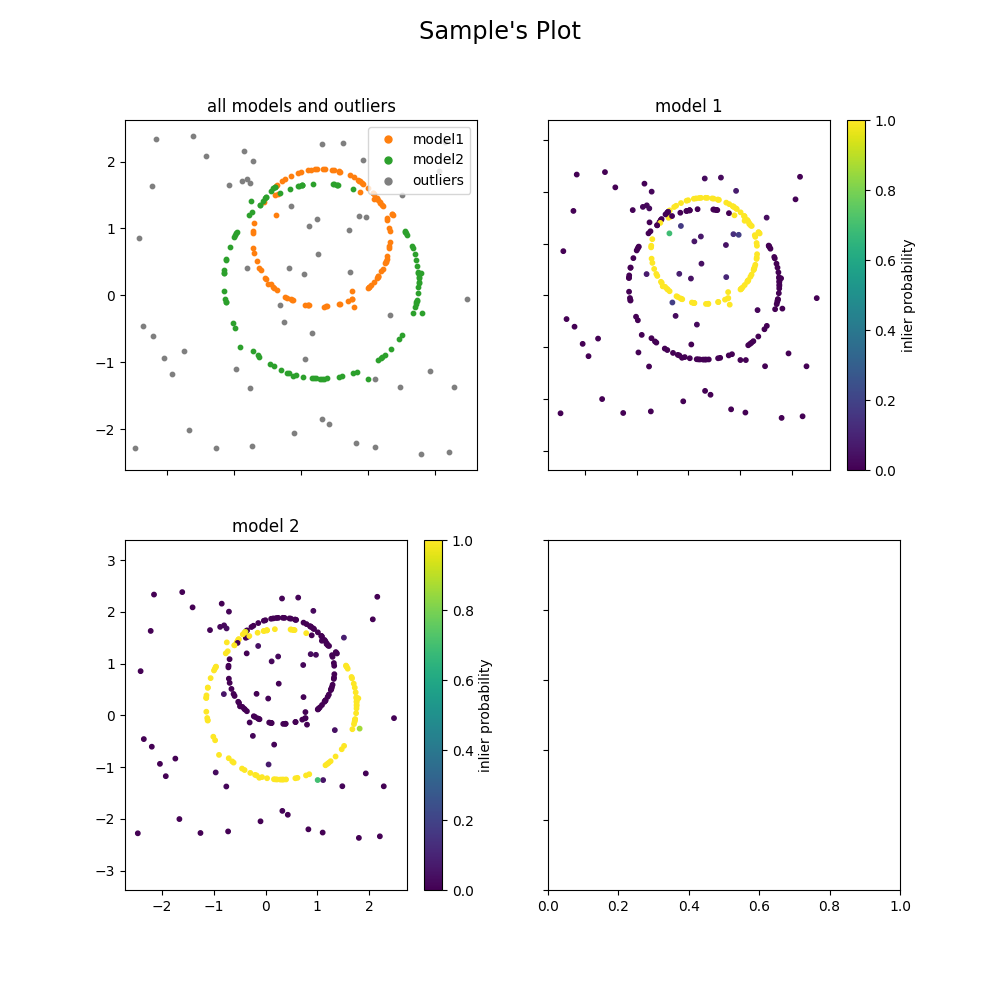 Sample's Plot
all models and outliers
model1
model2
outliers
2
1
0
−1
−2
model 1
1.0
0.8
0.6
0.4
0.2
0.0
inlier probability
model 2
3
2
1
0
−1
−2
−3
−2 −1 0 1 2
1.0
0.8
0.6
0.4
0.2
0.0
inlier probability
0.0 0.2 0.4 0.6 0.8 1.0